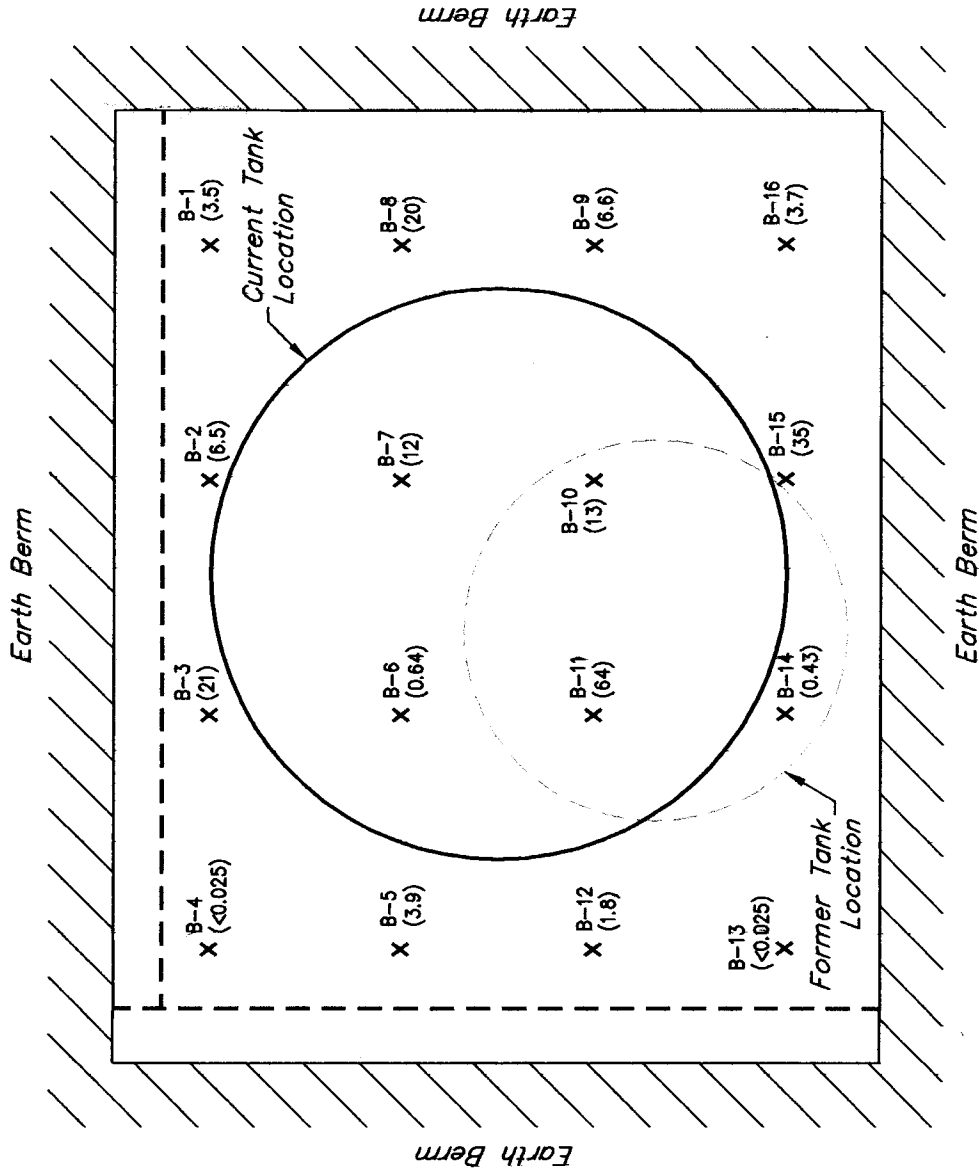 Earth Berm
Earth Berm
B-1
(3.5)
B-2
(6.5)
B-3
(21)
B-4
(<0.025)
Current Tank
Location
B-8
(20)
B-7
(12)
B-6
(0.64)
B-5
(3.9)
B-9
(6.6)
B-10
(13)
B-11
(64)
B-12
(1.8)
B-16
(3.7)
B-15
(35)
B-14
(0.43)
B-13
(<0.025)
Former Tank
Location
Earth Berm
Earth Berm